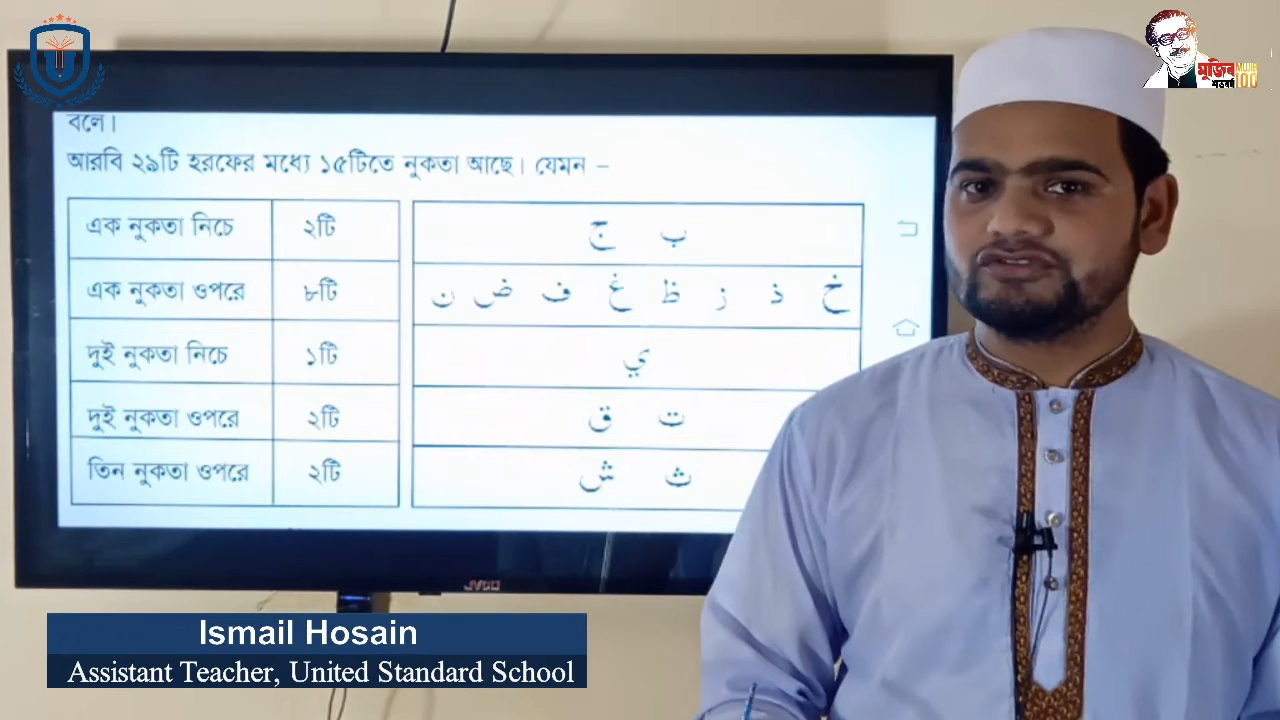 বলে।
আরবি ২৯টি হরফের মধ্যে ১৫টিতে নুকতা আছে। যেমন –
এক নুকতা নিচে ২টি ب ج
এক নুকতা ওপরে ৮টি خ ذ ز ظ غ ف ض ن
দুই নুকতা নিচে ১টি ي
দুই নুকতা ওপরে ২টি ت ق
তিন নুকতা ওপরে ২টি ث ش
Ismail Hosain
Assistant Teacher, United Standard School
মুজিব
100